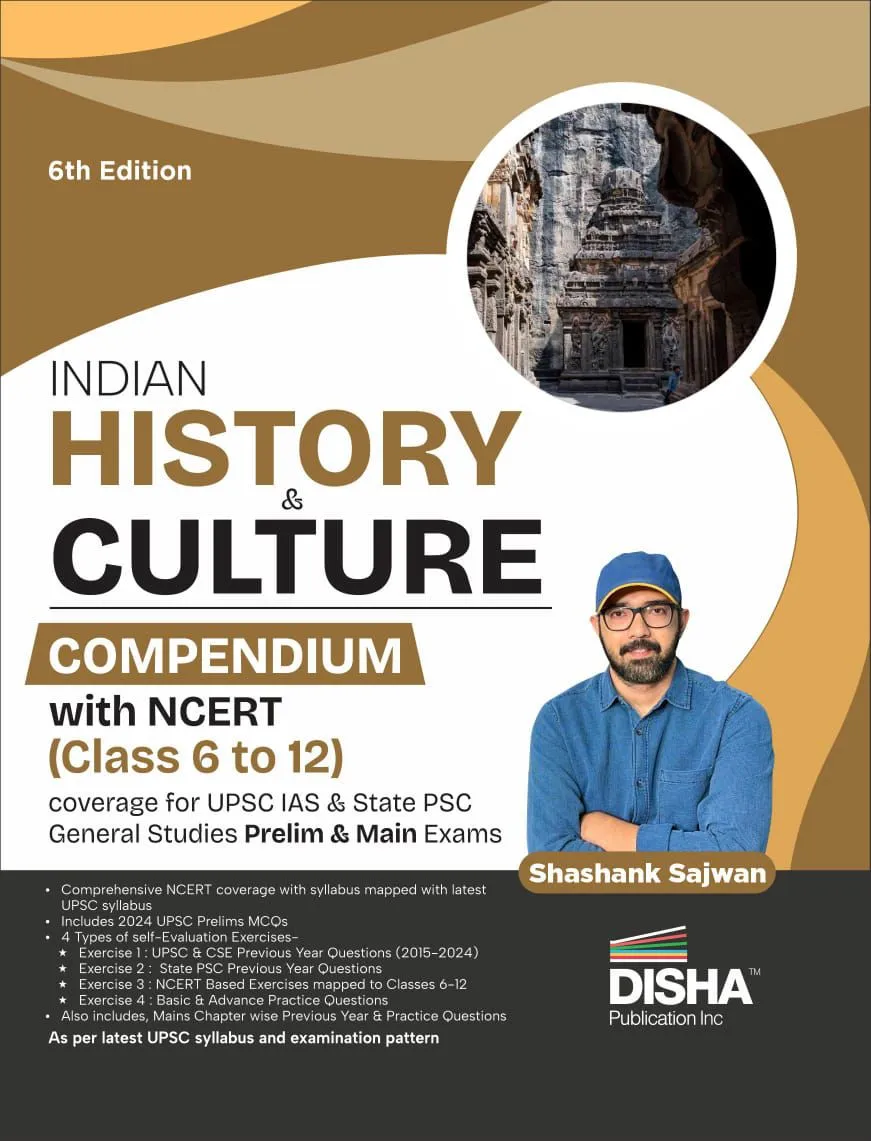 6th Edition
INDIAN
HISTORY
&
CULTURE
COMPENDIUM
with NCERT
(Class 6 to 12)
coverage for UPSC IAS & State PSC
General Studies Prelim & Main Exams
Shashank Sajwan
• Comprehensive NCERT coverage with syllabus mapped with latest
UPSC syllabus
• Includes 2024 UPSC Prelims MCQs
• 4 Types of self-Evaluation Exercises-
★ Exercise 1 : UPSC & CSE Previous Year Questions (2015-2024)
★ Exercise 2 : State PSC Previous Year Questions
★ Exercise 3 : NCERT Based Exercises mapped to Classes 6-12
★ Exercise 4 : Basic & Advance Practice Questions
• Also includes, Mains Chapter wise Previous Year & Practice Questions
As per latest UPSC syllabus and examination pattern
DISHA™
Publication Inc